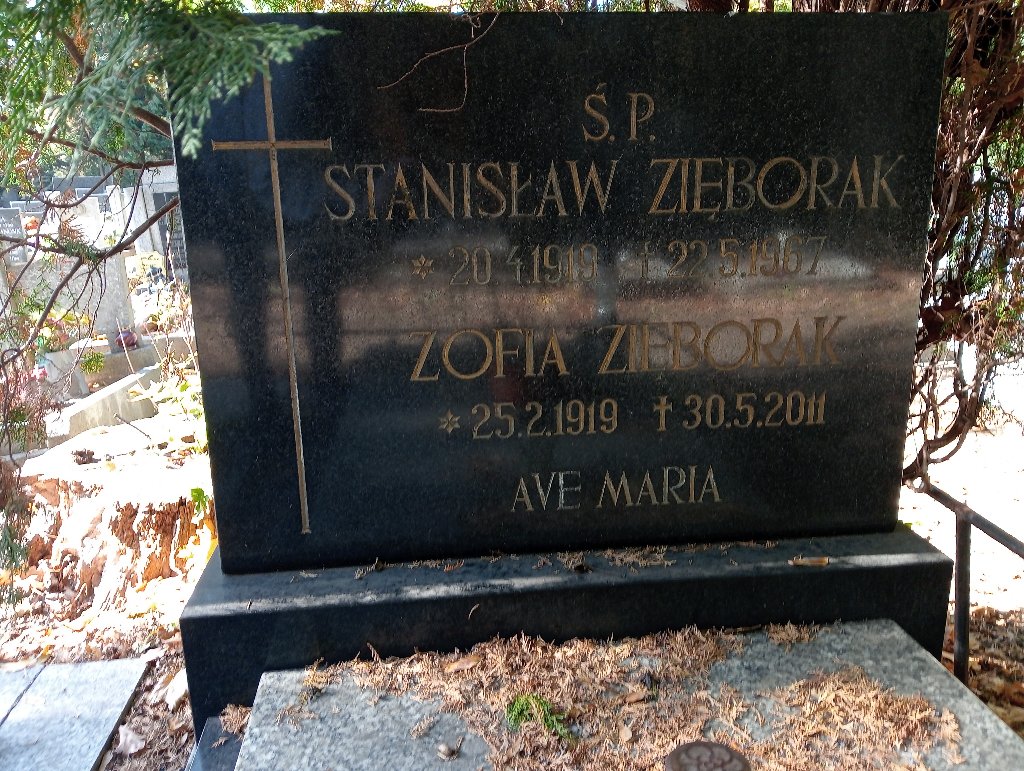 Ś. P.
STANISŁAW ZIĘBORAK
* 20.4.1919 † 22.5.1967
ZOFIA ZIĘBORAK
* 25.2.1919 † 30.5.2011
AVE MARIA